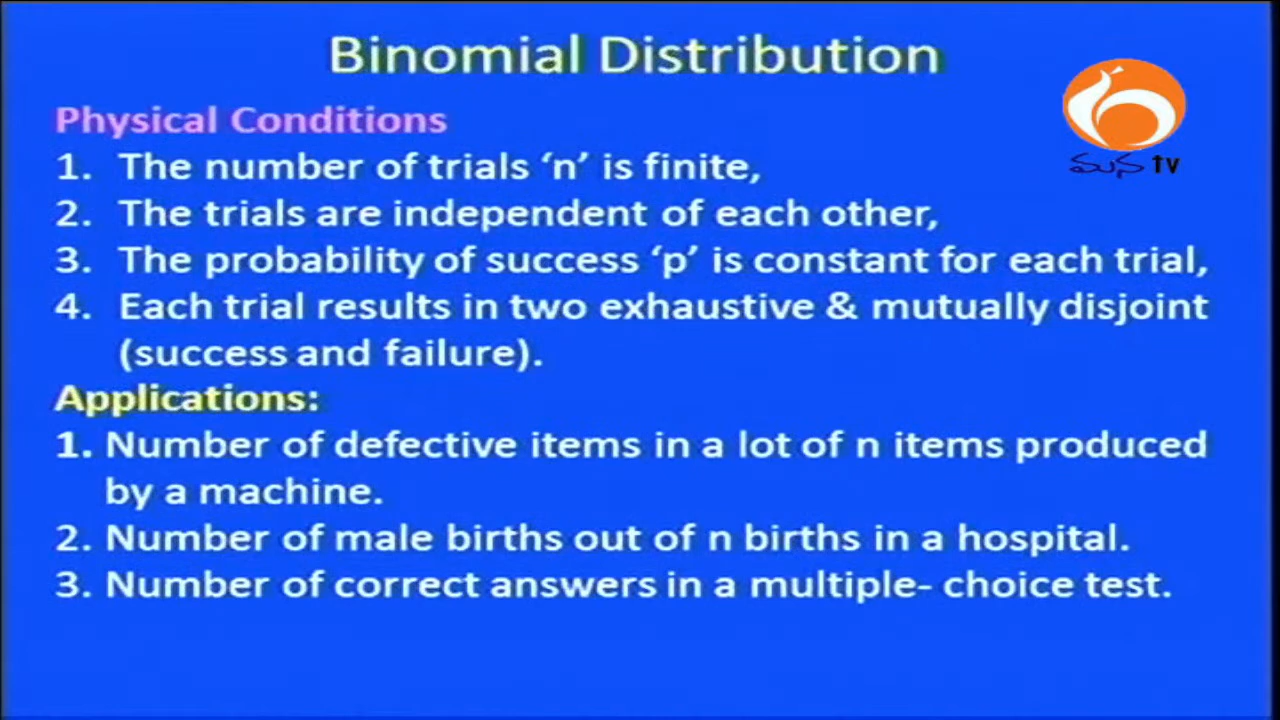 Binomial Distribution
Physical Conditions
1. The number of trials ‘n’ is finite,
2. The trials are independent of each other,
3. The probability of success ‘p’ is constant for each trial,
4. Each trial results in two exhaustive & mutually disjoint
(success and failure).
Applications:
1. Number of defective items in a lot of n items produced
by a machine.
2. Number of male births out of n births in a hospital.
3. Number of correct answers in a multiple- choice test.
మన tv